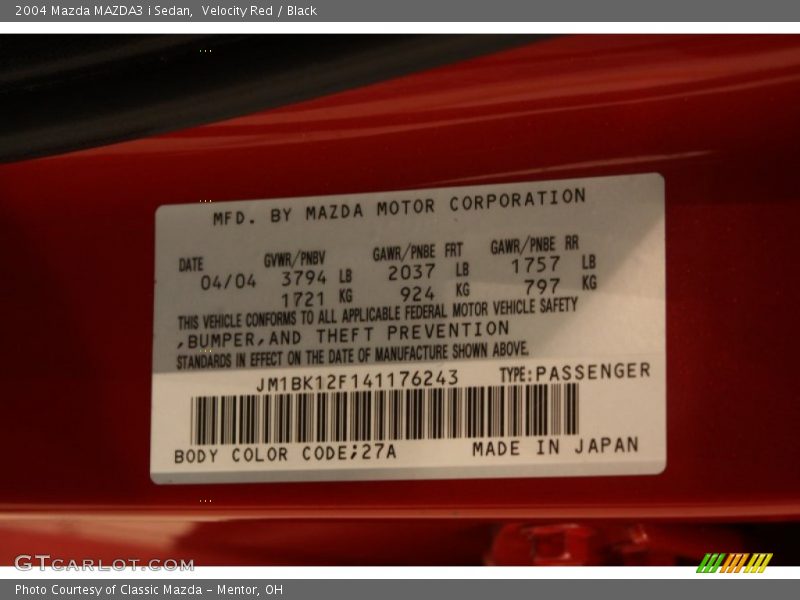 2004 Mazda MAZDA3 i Sedan,  Velocity Red / Black
MFD. BY MAZDA MOTOR CORPORATION
DATE GVWR/PNBV GAWR/PNBE FRT GAWR/PNBE RR
04/04 3794 LB 2037 LB 1757 LB
1721 KG 924 KG 797 KG
THIS VEHICLE CONFORMS TO ALL APPLICABLE FEDERAL MOTOR VEHICLE SAFETY
,BUMPER,AND THEFT PREVENTION
STANDARDS IN EFFECT ON THE DATE OF MANUFACTURE SHOWN ABOVE.
JM1BK12F141176243 TYPE:PASSENGER
BODY COLOR CODE;27A MADE IN JAPAN
GTCARLOT.COM
Photo Courtesy of Classic Mazda - Mentor, OH